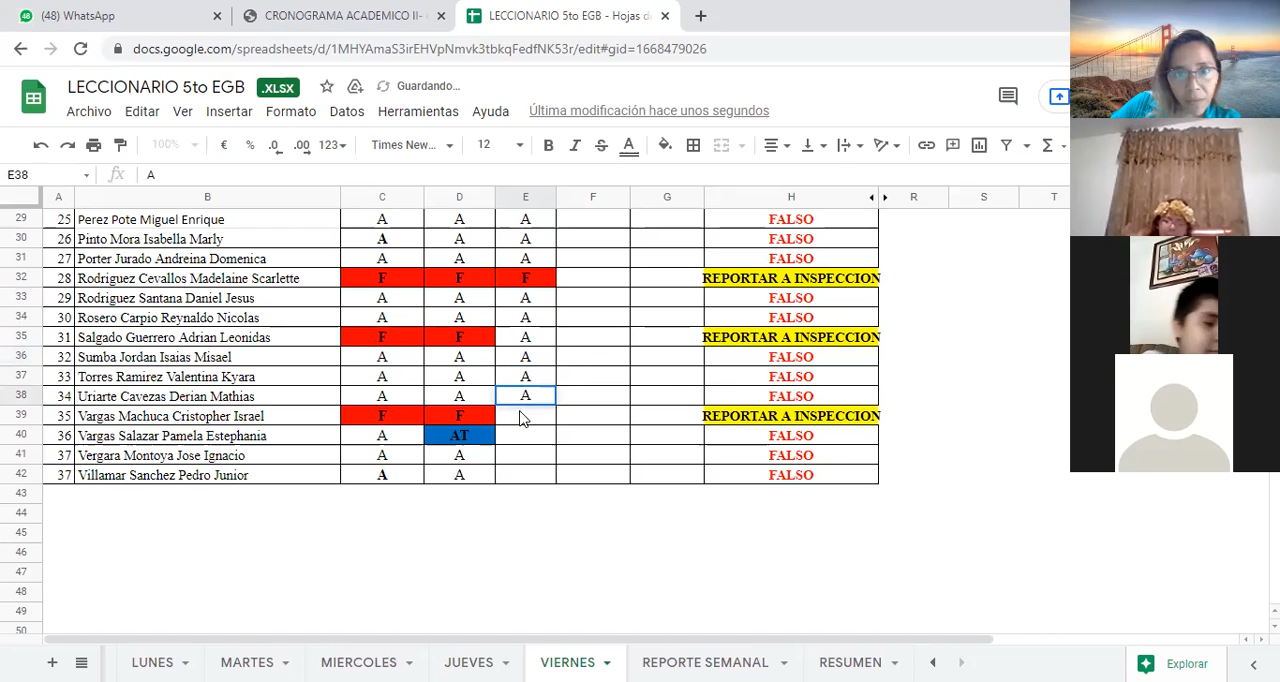 (48) WhatsApp
CRONOGRAMA ACADEMICO II-
LECCIONARIO 5to EGB - Hojas de
docs.google.com/spreadsheets/d/1MHYAmaS3irEHVpNmvk3tbkqFedfNK53r/edit#gid=1668479026
LECCIONARIO 5to EGB .XLSX Guardando...
Archivo Editar Ver Insertar Formato Datos Herramientas Ayuda Última modificación hace unos segundos
100% € % .0 .00 123 Times New... 12 B I S A Σ
E38 fx A
A B C D E F G H R S T
29 25 Perez Pote Miguel Enrique A A A FALSO
30 26 Pinto Mora Isabella Marly A A A FALSO
31 27 Porter Jurado Andreina Domenica A A A FALSO
32 28 Rodriguez Cevallos Madelaine Scarlette F F F REPORTAR A INSPECCION
33 29 Rodriguez Santana Daniel Jesus A A A FALSO
34 30 Rosero Carpio Reynaldo Nicolas A A A FALSO
35 31 Salgado Guerrero Adrian Leonidas F F A REPORTAR A INSPECCION
36 32 Sumba Jordan Isaias Misael A A A FALSO
37 33 Torres Ramirez Valentina Kyara A A A FALSO
38 34 Uriarte Cavezas Derian Mathias A A A FALSO
39 35 Vargas Machuca Cristopher Israel F F REPORTAR A INSPECCION
40 36 Vargas Salazar Pamela Estephania A AT FALSO
41 37 Vergara Montoya Jose Ignacio A A FALSO
42 37 Villamar Sanchez Pedro Junior A A FALSO
43
44
45
46
47
48
49
50
LUNES MARTES MIERCOLES JUEVES VIERNES REPORTE SEMANAL RESUMEN Explorar